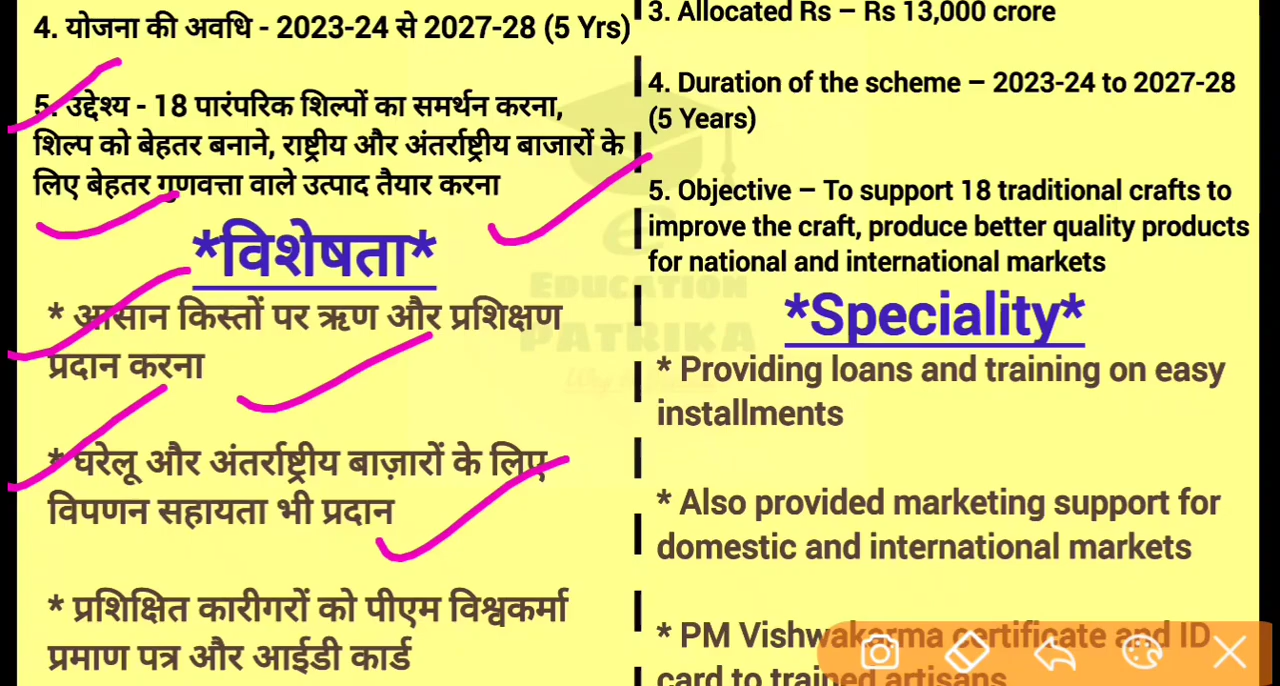 4. योजना की अवधि - 2023-24 से 2027-28 (5 Yrs)
5. उद्देश्य - 18 पारंपरिक शिल्पों का समर्थन करना,
शिल्प को बेहतर बनाने, राष्ट्रीय और अंतर्राष्ट्रीय बाजारों के
लिए बेहतर गुणवत्ता वाले उत्पाद तैयार करना
*विशेषता*
* आसान किस्तों पर ऋण और प्रशिक्षण
प्रदान करना
* घरेलू और अंतर्राष्ट्रीय बाज़ारों के लिए
विपणन सहायता भी प्रदान
* प्रशिक्षित कारीगरों को पीएम विश्वकर्मा
प्रमाण पत्र और आईडी कार्ड
3. Allocated Rs – Rs 13,000 crore
4. Duration of the scheme – 2023-24 to 2027-28
(5 Years)
5. Objective – To support 18 traditional crafts to
improve the craft, produce better quality products
for national and international markets
*Speciality*
* Providing loans and training on easy
installments
* Also provided marketing support for
domestic and international markets
* PM Vishwakarma certificate and ID
card to trained artisans
e
EDUCATION
PATRIKA